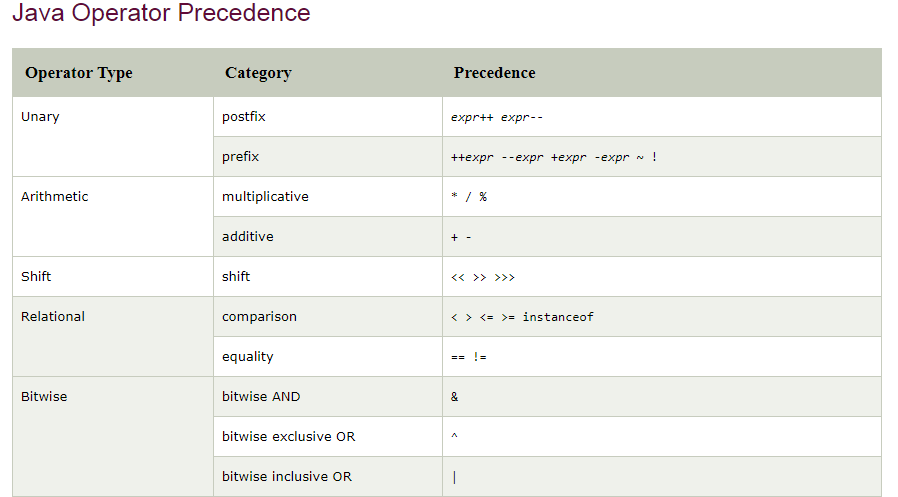 Java Operator Precedence
Operator Type Category Precedence
Unary postfix expr++ expr--
prefix ++expr --expr +expr -expr ~ !
Arithmetic multiplicative * / %
additive + -
Shift shift << >> >>>
Relational comparison < > <= >= instanceof
equality == !=
Bitwise bitwise AND &
bitwise exclusive OR ^
bitwise inclusive OR |